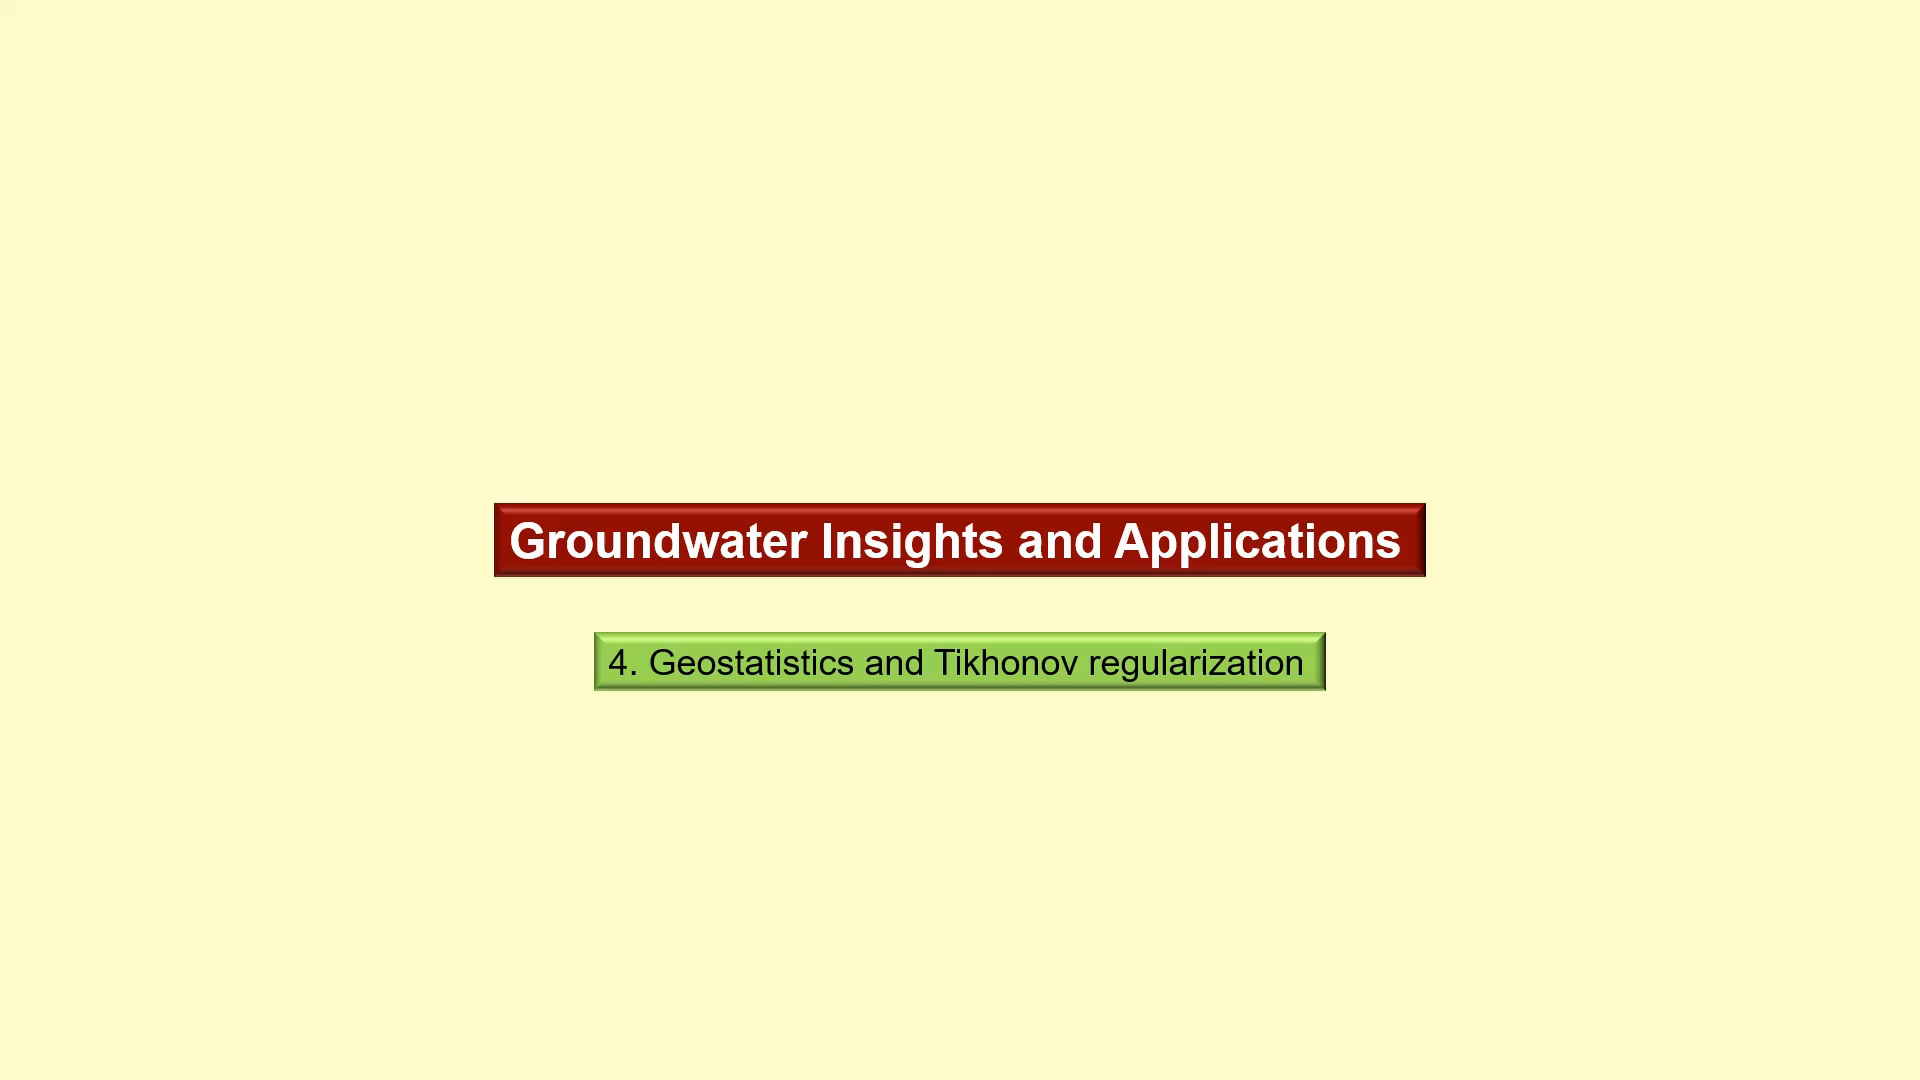 Groundwater Insights and Applications
4. Geostatistics and Tikhonov regularization